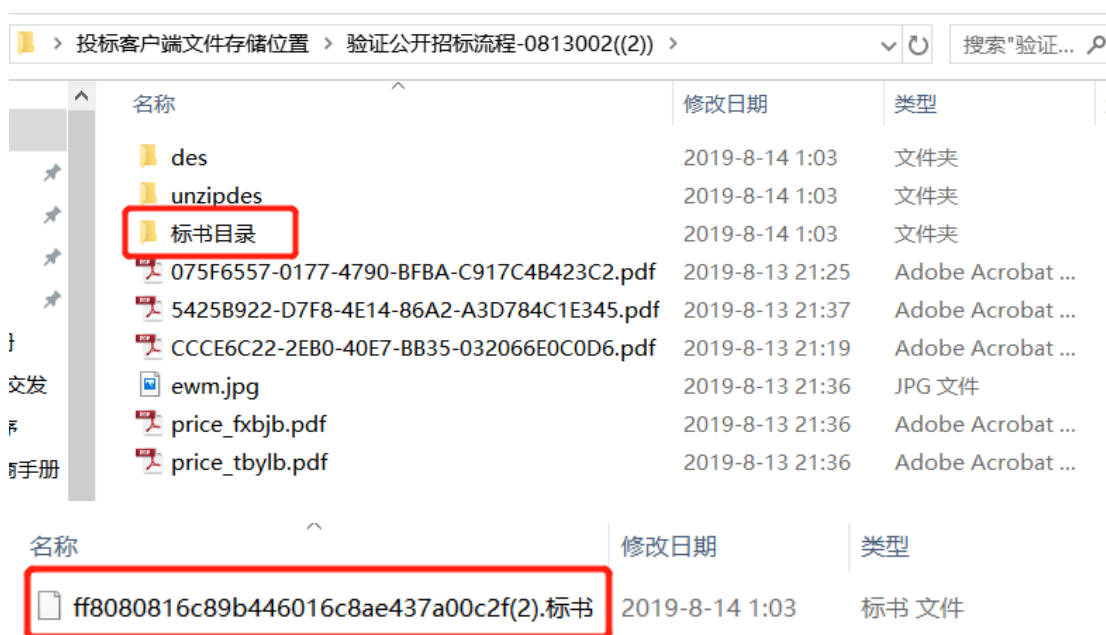 投标客户端文件存储位置 > 验证公开招标流程-0813002((2)) > 搜索"验证...
名称 修改日期 类型
des 2019-8-14 1:03 文件夹
unzipdes 2019-8-14 1:03 文件夹
标书目录 2019-8-14 1:03 文件夹
075F6557-0177-4790-BFBA-C917C4B423C2.pdf 2019-8-13 21:25 Adobe Acrobat ...
5425B922-D7F8-4E14-86A2-A3D784C1E345.pdf 2019-8-13 21:37 Adobe Acrobat ...
CCCE6C22-2EB0-40E7-BB35-032066E0C0D6.pdf 2019-8-13 21:19 Adobe Acrobat ...
交发 ewm.jpg 2019-8-13 21:36 JPG 文件
price_fxbjb.pdf 2019-8-13 21:36 Adobe Acrobat ...
手册 price_tbylb.pdf 2019-8-13 21:36 Adobe Acrobat ...
名称 修改日期 类型
ff8080816c89b446016c8ae437a00c2f(2).标书 2019-8-14 1:03 标书 文件